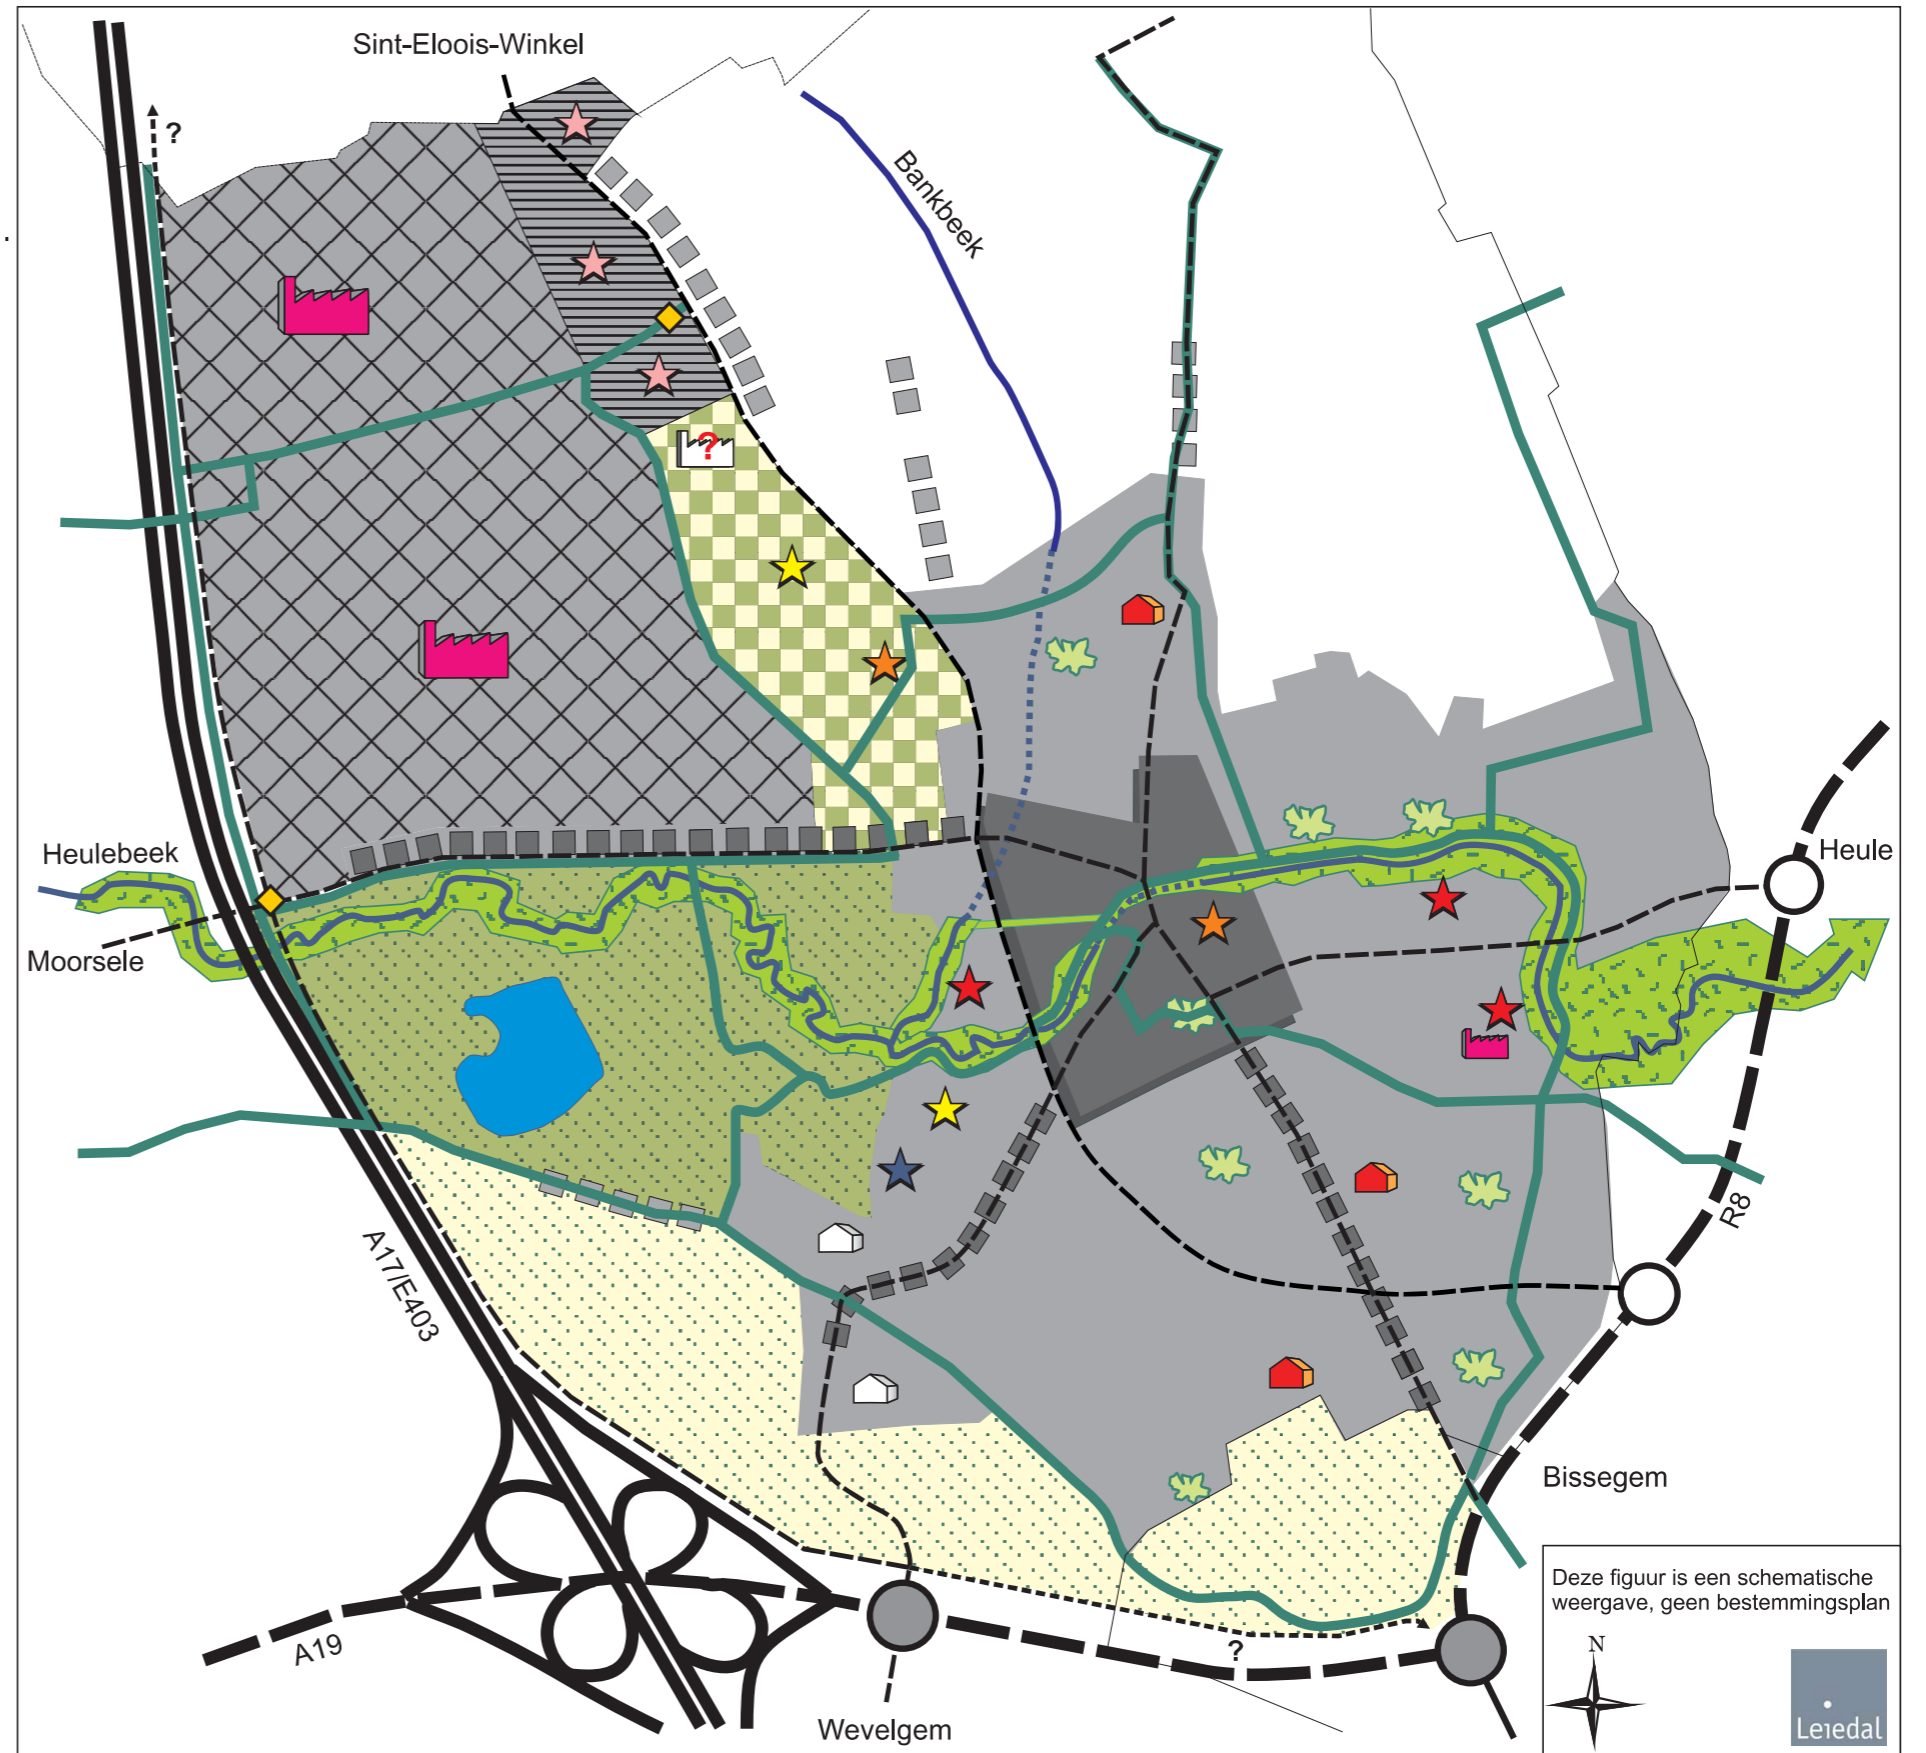 Sint-Eloois-Winkel
?
Bankbeek
?
Heulebeek
Heule
Moorsele
R8
A17/E403
Bissegem
Deze figuur is een schematische
weergave, geen bestemmingsplan
A19
?
N
Wevelgem
Leiedal